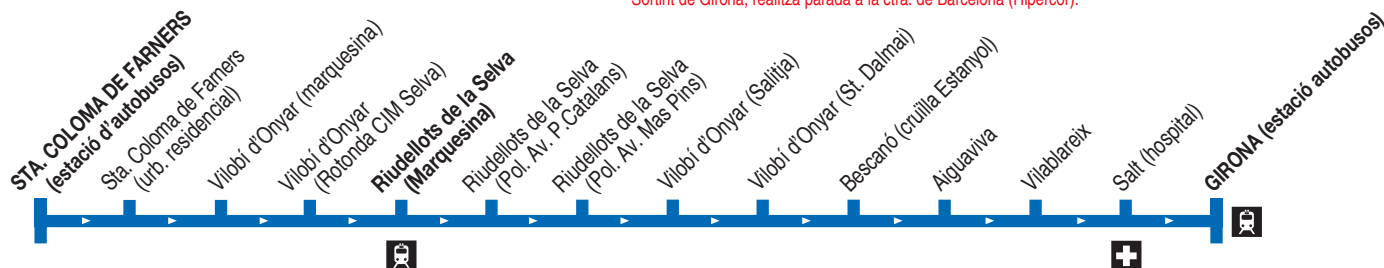 Sortint de Girona, realitza parada a la ctra. de Barcelona (Hipercor).
STA. COLOMA DE FARNERS
(estació d'autobusos)
Sta. Coloma de Farners
(urb. residencial)
Vilobí d'Onyar (marquesina)
Vilobí d'Onyar
(Rotonda CIM Selva)
Riudellots de la Selva
(Marquesina)
Riudellots de la Selva
(Pol. Av. P.Catalans)
Riudellots de la Selva
(Pol. Av. Mas Pins)
Vilobí d'Onyar (Salitja)
Vilobí d'Onyar (St. Dalmai)
Bescanó (cruïlla Estanyol)
Aiguaviva
Vilablareix
Salt (hospital)
GIRONA (estació autobusos)